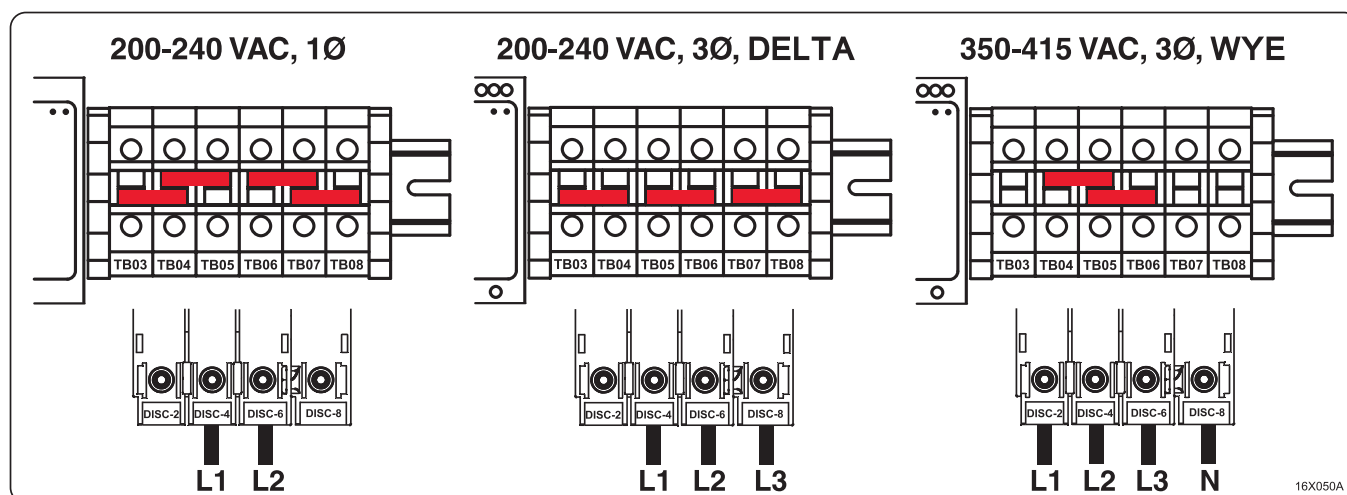 200-240 VAC, 1Ø
TB03 TB04 TB05 TB06 TB07 TB08
DISC-2 DISC-4 DISC-6 DISC-8
L1 L2
200-240 VAC, 3Ø, DELTA
TB03 TB04 TB05 TB06 TB07 TB08
DISC-2 DISC-4 DISC-6 DISC-8
L1 L2 L3
350-415 VAC, 3Ø, WYE
TB03 TB04 TB05 TB06 TB07 TB08
DISC-2 DISC-4 DISC-6 DISC-8
L1 L2 L3 N
16X050A